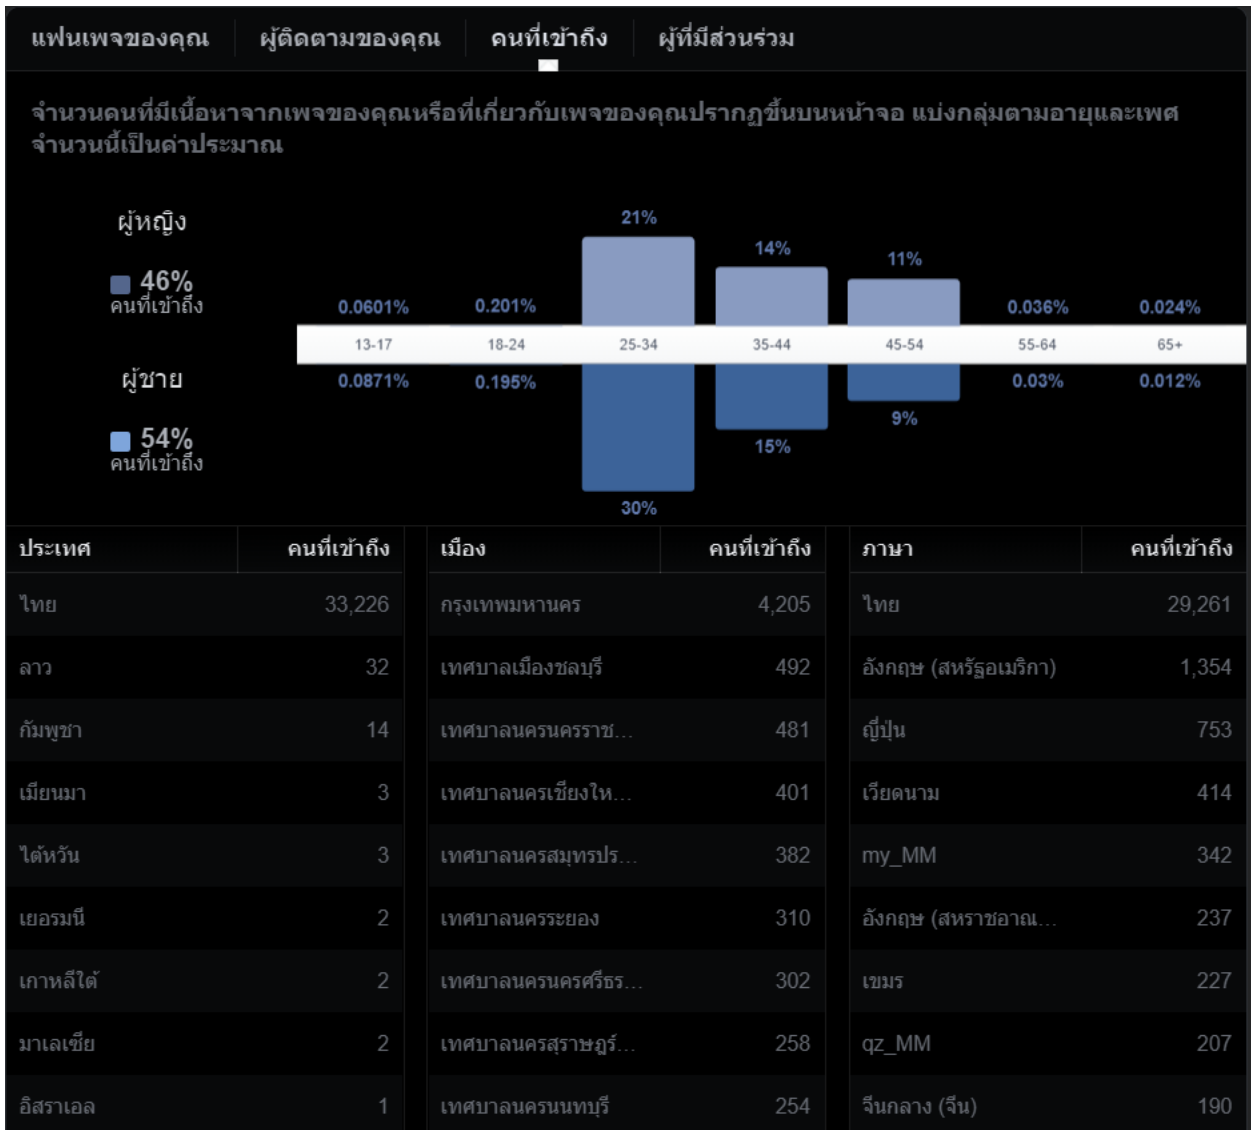 แฟนเพจของคุณ ผู้ติดตามของคุณ คนที่เข้าถึง ผู้ที่มีส่วนร่วม
จำนวนคนที่มีเนื้อหาจากเพจของคุณหรือที่เกี่ยวกับเพจของคุณปรากฏขึ้นบนหน้าจอ แบ่งกลุ่มตามอายุและเพศ
จำนวนนี้เป็นค่าประมาณ
ผู้หญิง
46%
คนที่เข้าถึง
0.0601% 0.201% 21% 14% 11% 0.036% 0.024%
13-17 18-24 25-34 35-44 45-54 55-64 65+
ผู้ชาย
54%
คนที่เข้าถึง
0.0871% 0.195% 30% 15% 9% 0.03% 0.012%
ประเทศ คนที่เข้าถึง เมือง คนที่เข้าถึง ภาษา คนที่เข้าถึง
ไทย 33,226 กรุงเทพมหานคร 4,205 ไทย 29,261
ลาว 32 เทศบาลเมืองชลบุรี 492 อังกฤษ (สหรัฐอเมริกา) 1,354
กัมพูชา 14 เทศบาลนครนครราช... 481 ญี่ปุ่น 753
เมียนมา 3 เทศบาลนครเชียงให... 401 เวียดนาม 414
ไต้หวัน 3 เทศบาลนครสมุทรปร... 382 my_MM 342
เยอรมนี 2 เทศบาลนครระยอง 310 อังกฤษ (สหราชอาณ... 237
เกาหลีใต้ 2 เทศบาลนครนครศรีธร... 302 เขมร 227
มาเลเซีย 2 เทศบาลนครสุราษฎร์... 258 qz_MM 207
อิสราเอล 1 เทศบาลนครนนทบุรี 254 จีนกลาง (จีน) 190